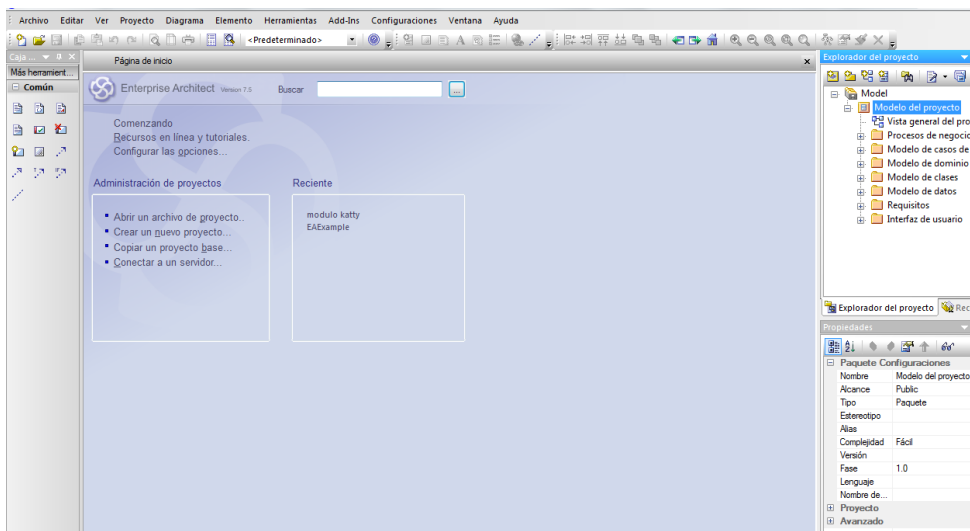 Archivo Editar Ver Proyecto Diagrama Elemento Herramientas Add-Ins Configuraciones Ventana Ayuda
<Predeterminado>
Caja ...
Más herramient...
Común
Página de inicio
Enterprise Architect Version 7.5
Buscar
...
Comenzando
Recursos en línea y tutoriales.
Configurar las opciones...
Administración de proyectos
Abrir un archivo de proyecto..
Crear un nuevo proyecto...
Copiar un proyecto base...
Conectar a un servidor...
Reciente
modulo katty
EAExample
Explorador del proyecto
Model
Modelo del proyecto
Vista general del pro
Procesos de negocio
Modelo de casos de
Modelo de dominio
Modelo de clases
Modelo de datos
Requisitos
Interfaz de usuario
Explorador del proyecto Rec
Propiedades
Paquete Configuraciones
Nombre Modelo del proyecto
Alcance Public
Tipo Paquete
Estereotipo
Alias
Complejidad Fácil
Versión
Fase 1.0
Lenguaje
Nombre de...
Proyecto
Avanzado